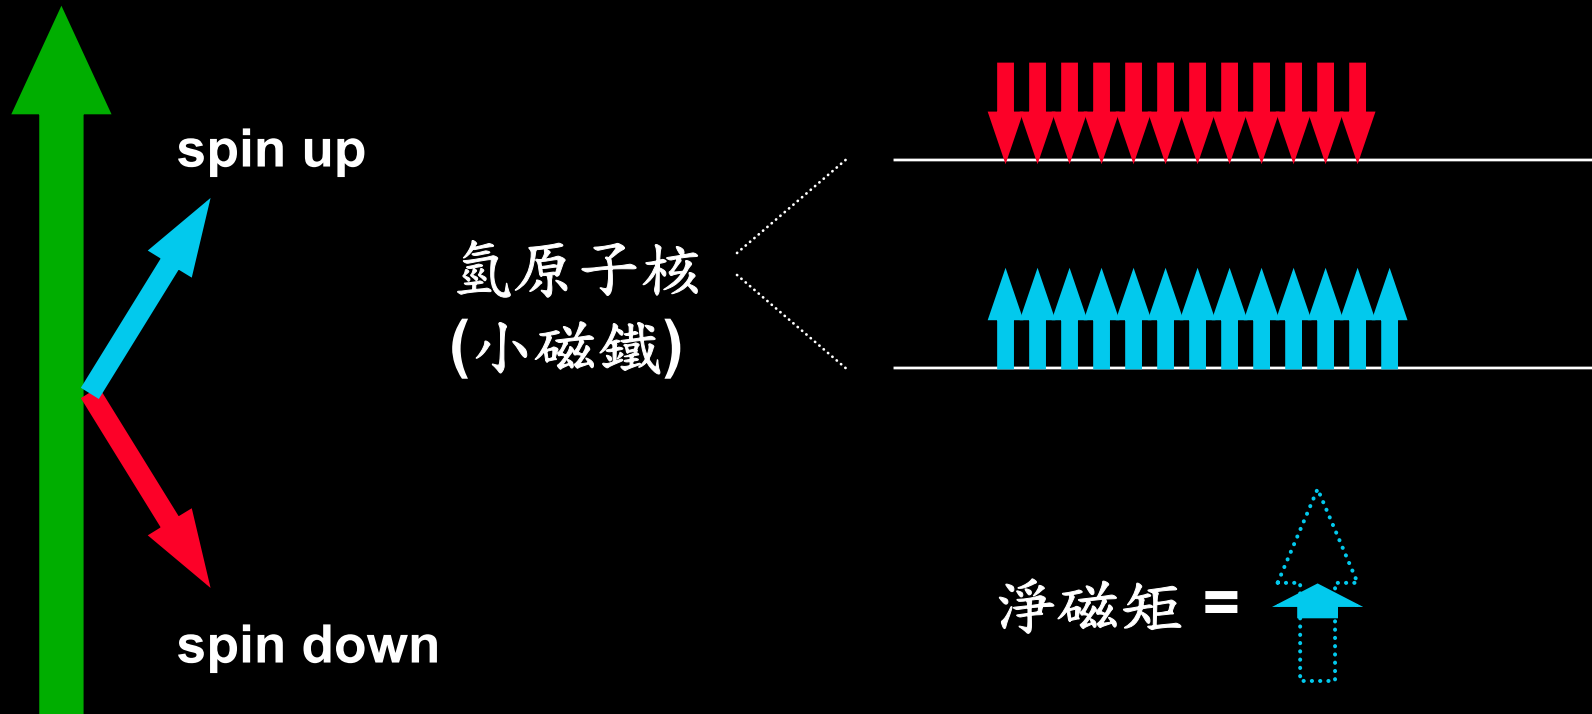 spin up
氫原子核
(小磁鐵)
淨磁矩 =
spin down